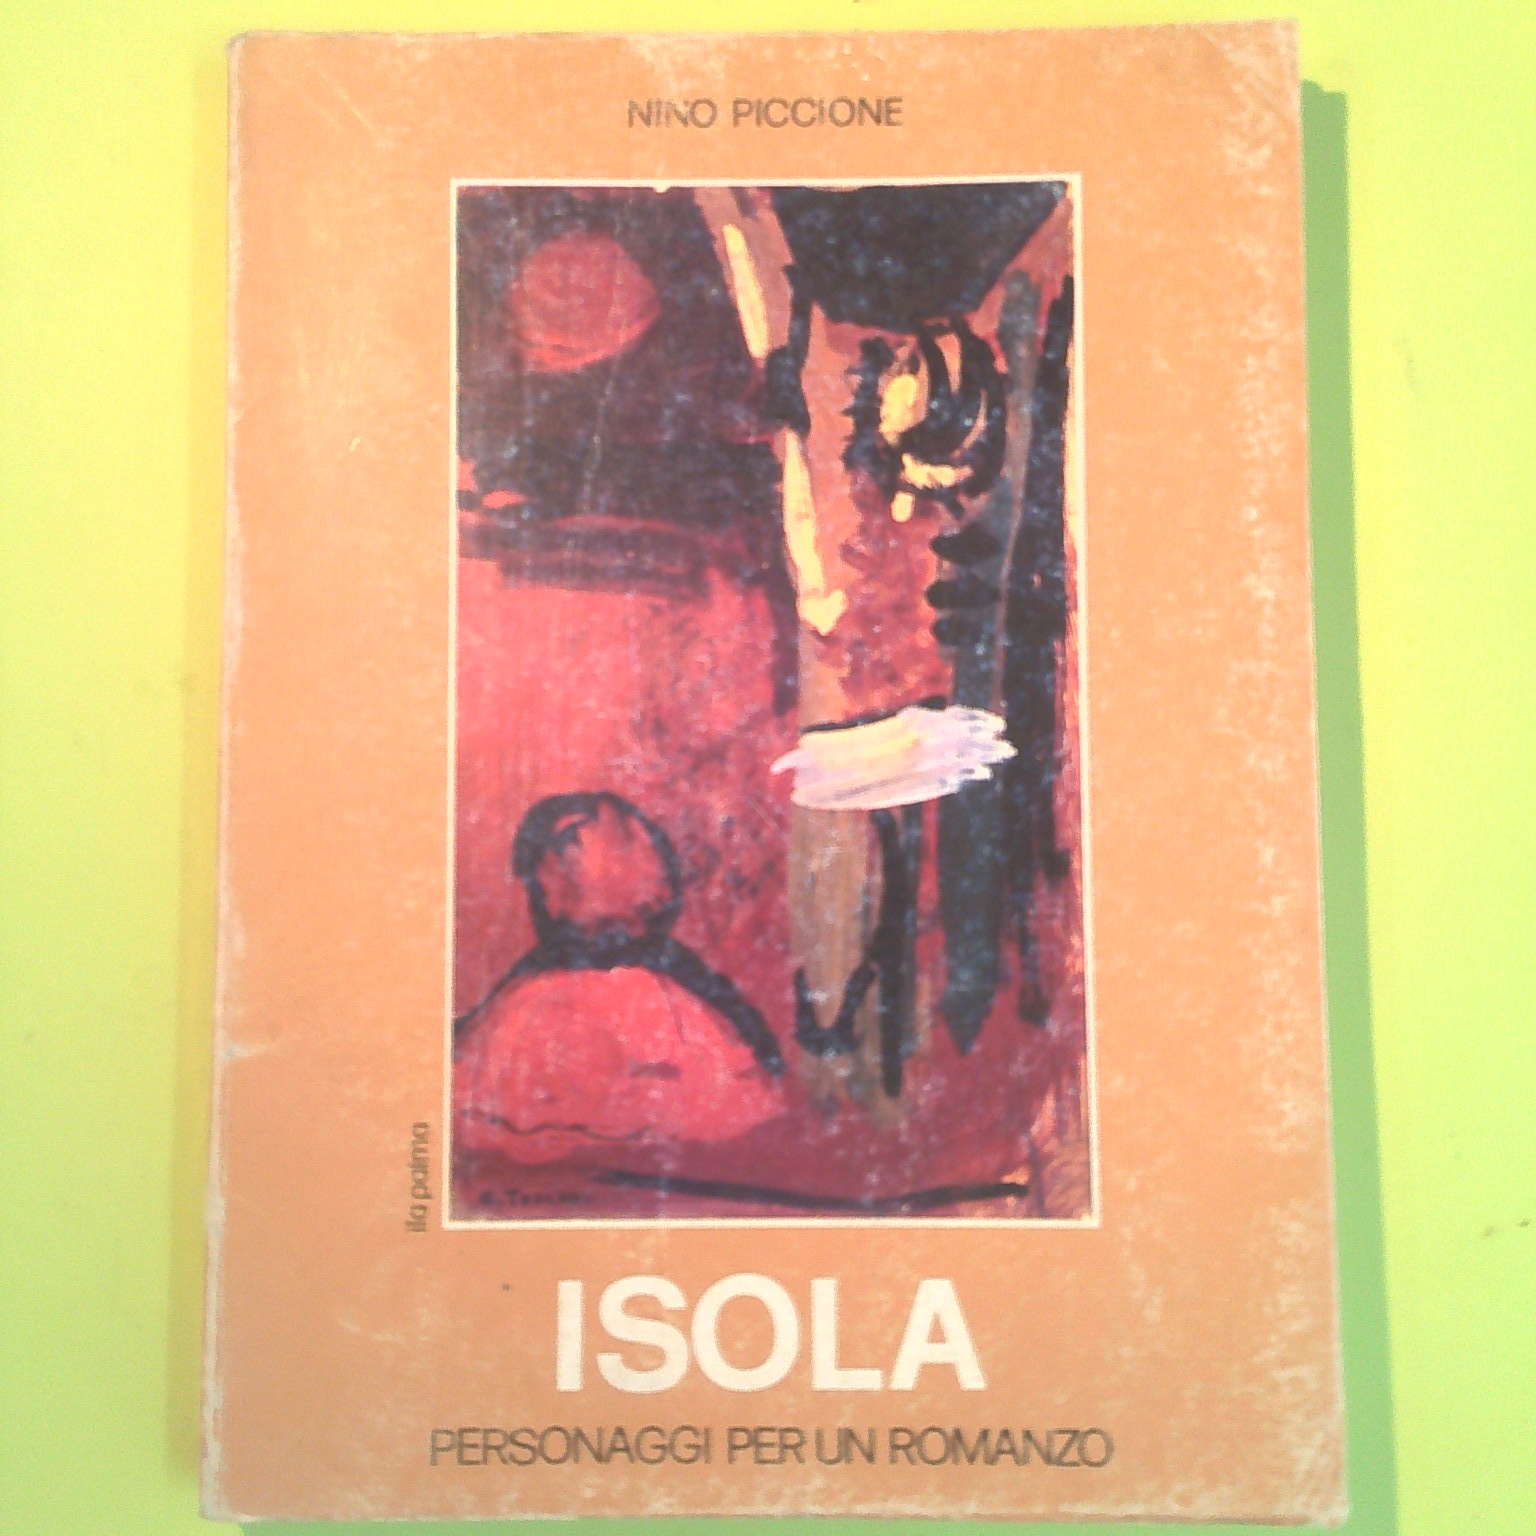 NINO PICCIONE
ila palma
ISOLA
PERSONAGGI PER UN ROMANZO